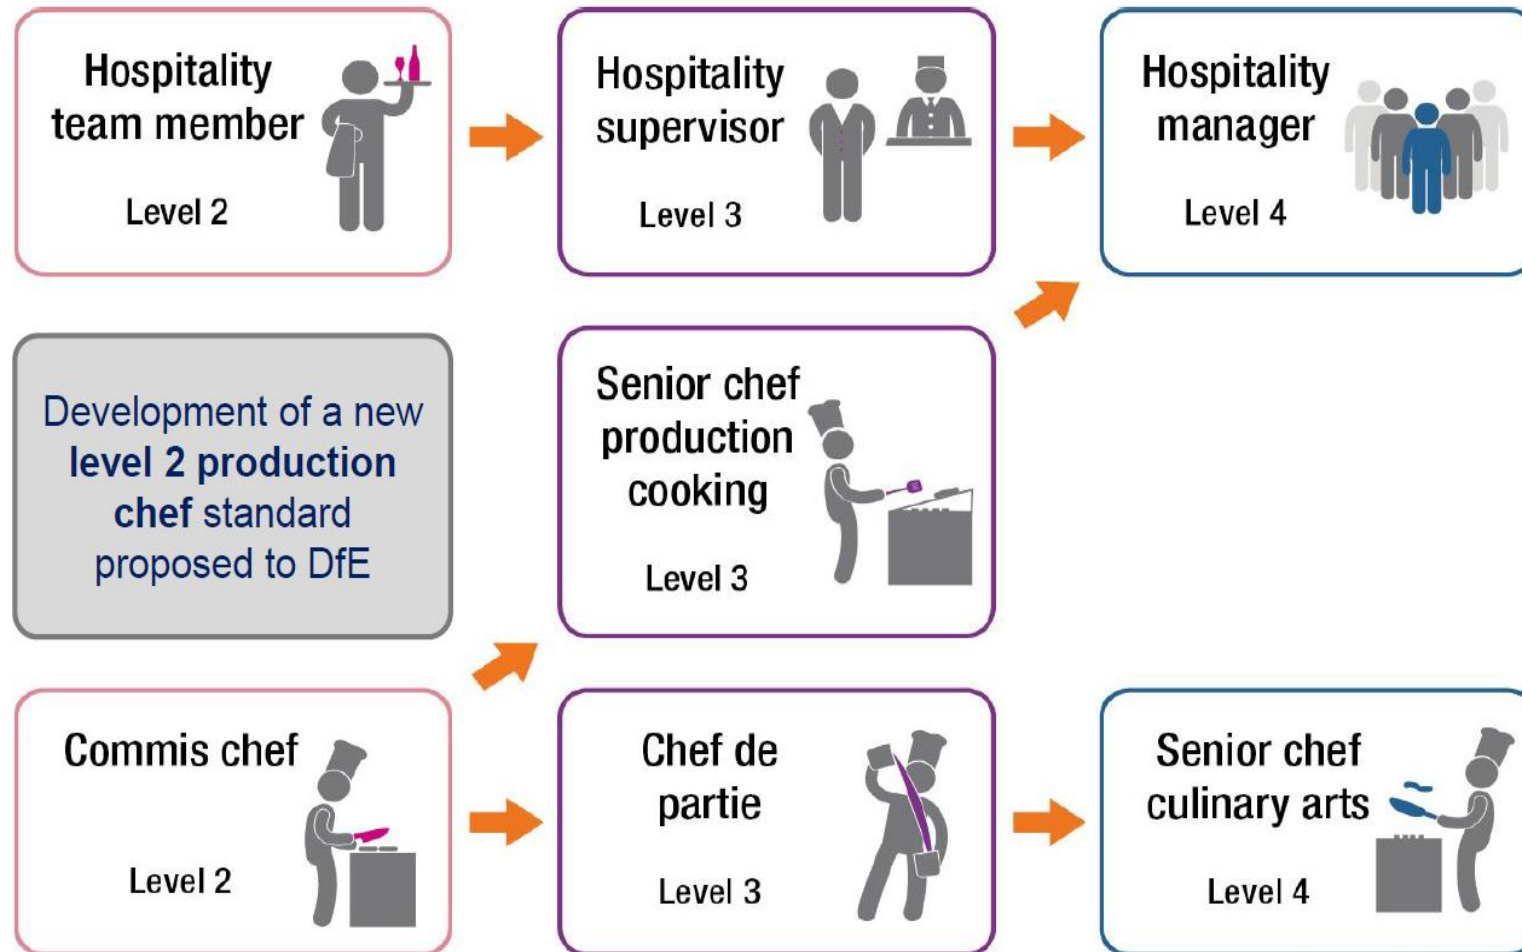 Hospitality
team member
Level 2
Hospitality
supervisor
Level 3
Hospitality
manager
Level 4
Development of a new
level 2 production
chef standard
proposed to DfE
Senior chef
production
cooking
Level 3
Commis chef
Level 2
Chef de
partie
Level 3
Senior chef
culinary arts
Level 4